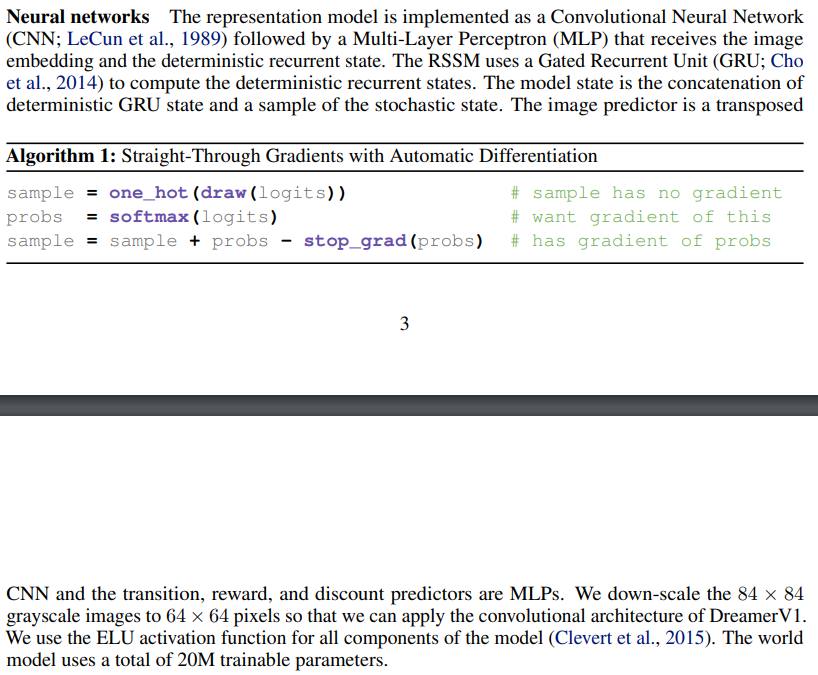 Neural networks The representation model is implemented as a Convolutional Neural Network
(CNN; LeCun et al., 1989) followed by a Multi-Layer Perceptron (MLP) that receives the image
embedding and the deterministic recurrent state. The RSSM uses a Gated Recurrent Unit (GRU; Cho
et al., 2014) to compute the deterministic recurrent states. The model state is the concatenation of
deterministic GRU state and a sample of the stochastic state. The image predictor is a transposed
Algorithm 1: Straight-Through Gradients with Automatic Differentiation
sample = one_hot(draw(logits)) # sample has no gradient
probs = softmax(logits) # want gradient of this
sample = sample + probs - stop_grad(probs) # has gradient of probs
3
CNN and the transition, reward, and discount predictors are MLPs. We down-scale the 84 × 84
grayscale images to 64 × 64 pixels so that we can apply the convolutional architecture of DreamerV1.
We use the ELU activation function for all components of the model (Clevert et al., 2015). The world
model uses a total of 20M trainable parameters.